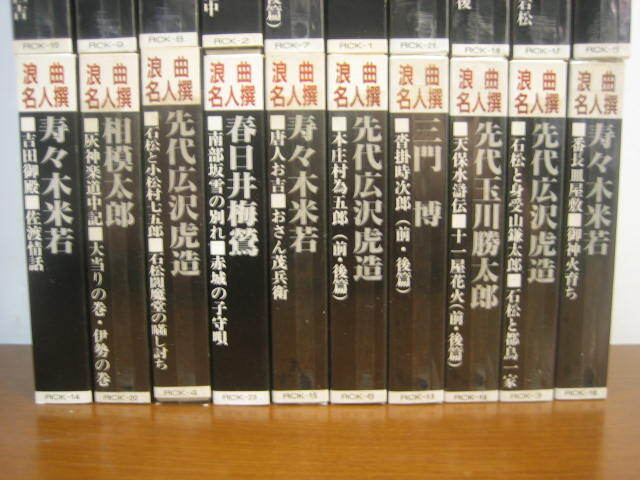 古
RCK-10
RCK-9
RCK-8
中
RCK-2
篇)
RCK-7
RCK-1
RCK-21
後
RCK-18
石松
RCK-17
RCK-5
浪曲
名人撰
寿々木米若
■吉田御殿■佐渡情話
RCK-14
浪曲
名人撰
相模太郎
■灰神楽道中記■大当りの巻・伊勢の巻
RCK-20
浪曲
名人撰
先代広沢虎造
■石松と小松村七五郎■石松閻魔堂の騙し討ち
RCK-4
浪曲
名人撰
春日井梅鶯
■南部坂雪の別れ■赤城の子守唄
RCK-23
浪曲
名人撰
寿々木米若
■唐人お吉■おさん茂兵衛
RCK-15
浪曲
名人撰
先代広沢虎造
■本庄村為五郎(前・後篇)
RCK-6
浪曲
名人撰
三門博
■沓掛時次郎(前・後篇)
RCK-13
浪曲
名人撰
先代玉川勝太郎
■天保水滸伝■十一屋花火(前・後篇)
浪曲
名人撰
先代広沢虎造
■石松と身受山鎌太郎■石松と都鳥一家
RCK-3
浪曲
名人撰
寿々木米若
■番長皿屋敷■御神火育ち
RCK-16